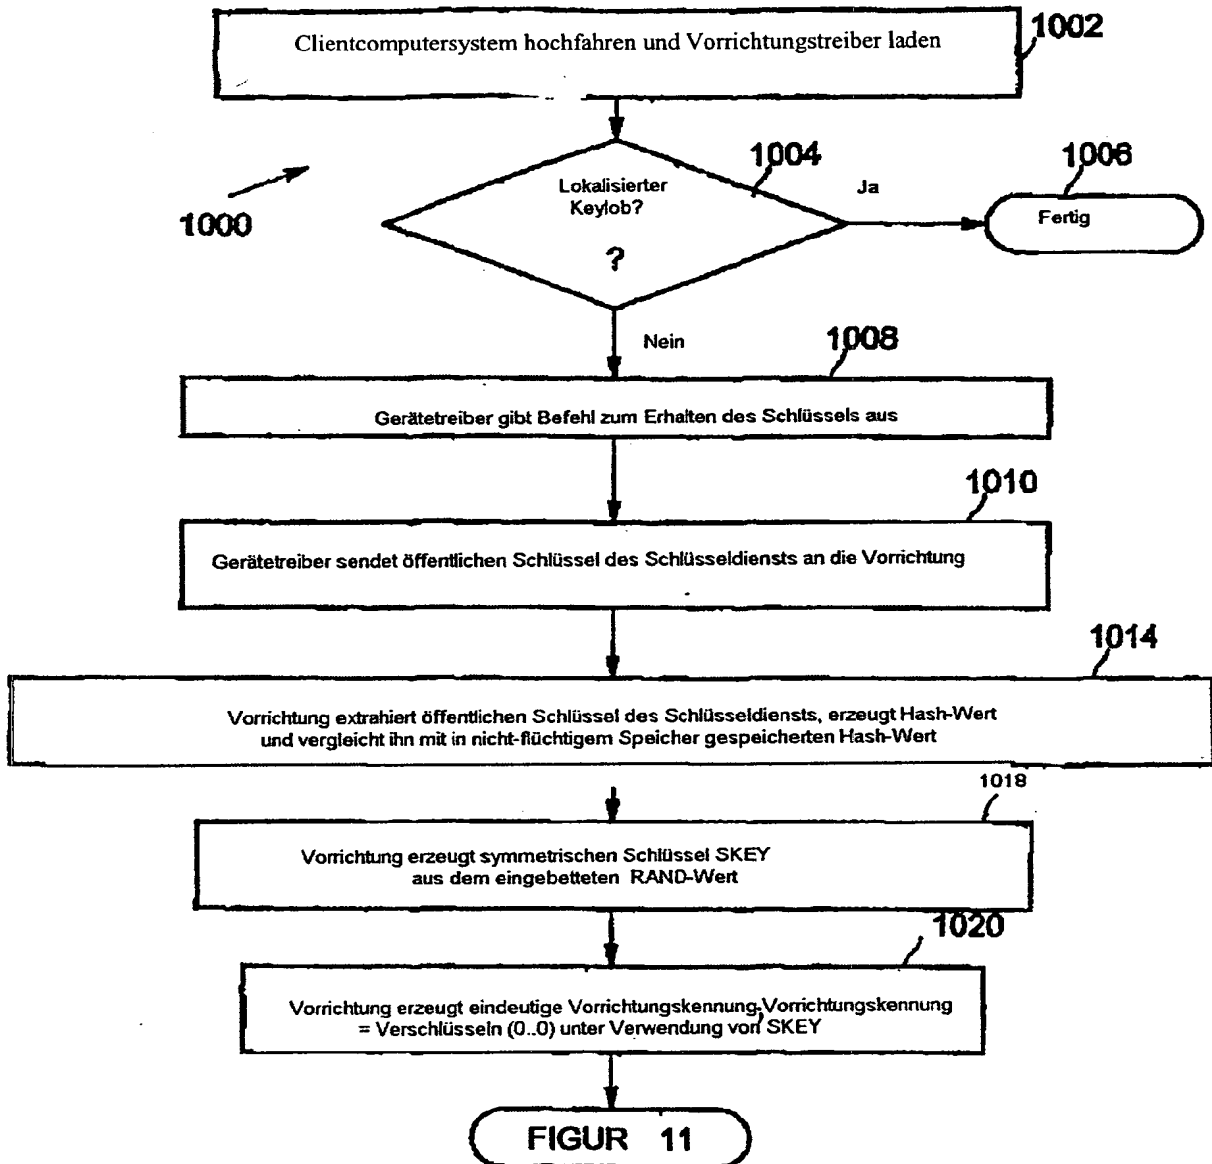 1002
Clientcomputersystem hochfahren und Vorrichtungstreiber laden
1000
1004
Lokalisierter
Keylob?
?
Ja
1006
Fertig
Nein
1008
Gerätetreiber gibt Befehl zum Erhalten des Schlüssels aus
1010
Gerätetreiber sendet öffentlichen Schlüssel des Schlüsseldiensts an die Vorrichtung
1014
Vorrichtung extrahiert öffentlichen Schlüssel des Schlüsseldiensts, erzeugt Hash-Wert
und vergleicht ihn mit in nicht-flüchtigem Speicher gespeicherten Hash-Wert
1018
Vorrichtung erzeugt symmetrischen Schlüssel SKEY
aus dem eingebetteten RAND-Wert
1020
Vorrichtung erzeugt eindeutige Vorrichtungskennung,Vorrichtungskennung
= Verschlüsseln (0..0) unter Verwendung von SKEY
FIGUR 11